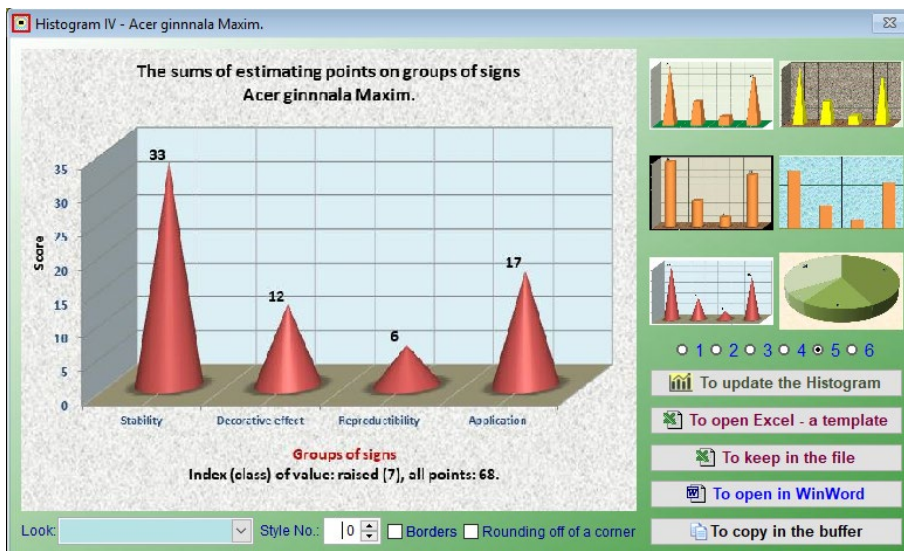 Histogram IV - Acer ginnnala Maxim.
The sums of estimating points on groups of signs
Acer ginnnala Maxim.
35
30
25
20
15
10
5
0
Score
33
12
6
17
Stability
Decorative effect
Reproductibility
Application
Groups of signs
Index (class) of value: raised (7), all points: 68.
1 2 3 4 5 6
To update the Histogram
To open Excel - a template
To keep in the file
To open in WinWord
To copy in the buffer
Look:
Style No.: 0
Borders
Rounding off of a corner